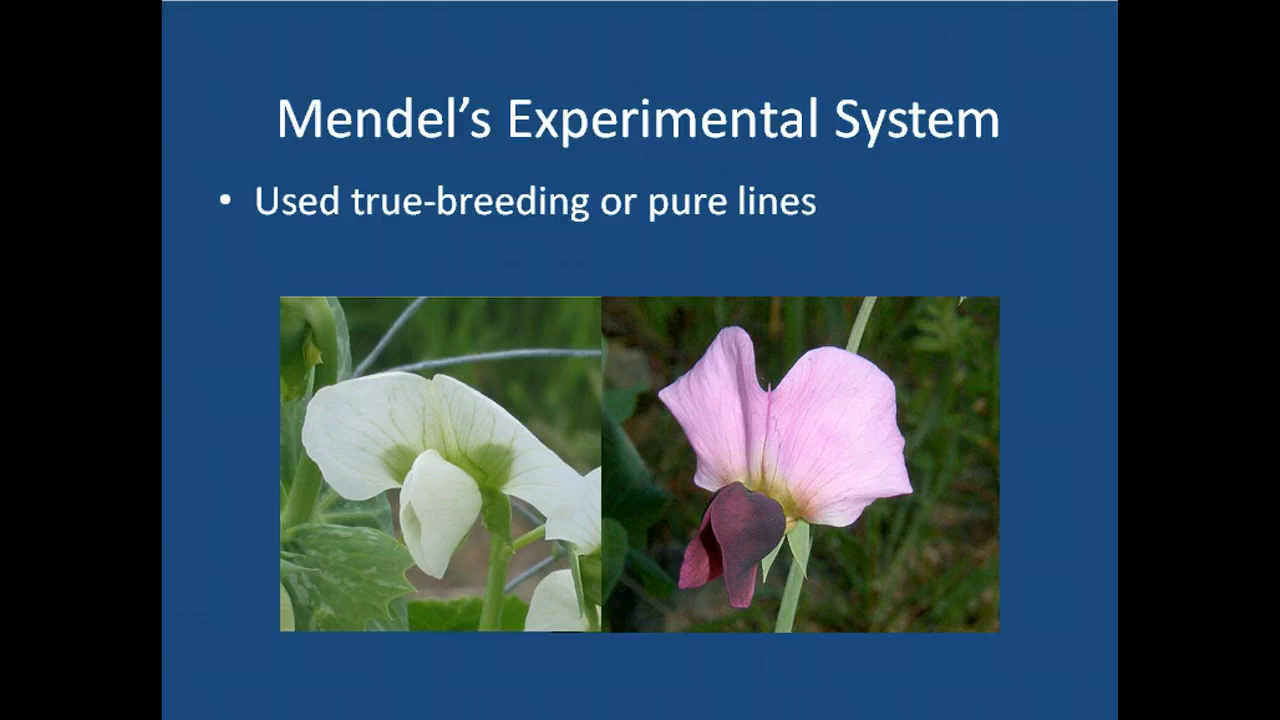 Mendel’s Experimental System
• Used true-breeding or pure lines